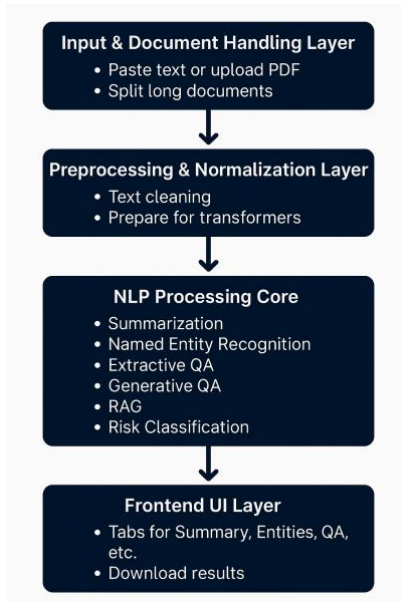 Input & Document Handling Layer
• Paste text or upload PDF
• Split long documents
Preprocessing & Normalization Layer
• Text cleaning
• Prepare for transformers
NLP Processing Core
• Summarization
• Named Entity Recognition
• Extractive QA
• Generative QA
• RAG
• Risk Classification
Frontend UI Layer
• Tabs for Summary, Entities, QA,
etc.
• Download results